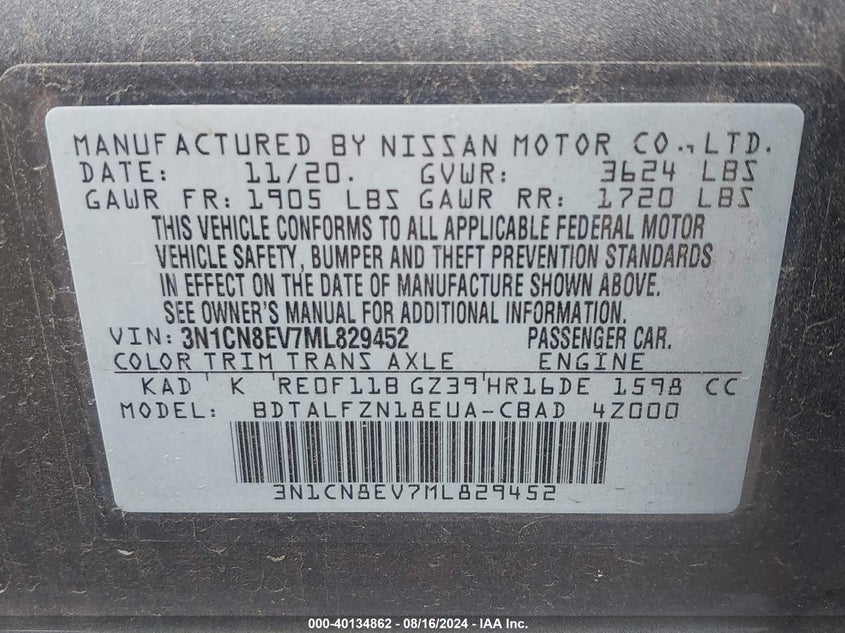 MANUFACTURED BY NISSAN MOTOR CO.,LTD.
DATE: 11/20. GVWR: 3624 LBS
GAWR FR: 1905 LBS GAWR RR: 1720 LBS
THIS VEHICLE CONFORMS TO ALL APPLICABLE FEDERAL MOTOR
VEHICLE SAFETY, BUMPER AND THEFT PREVENTION STANDARDS
IN EFFECT ON THE DATE OF MANUFACTURE SHOWN ABOVE.
SEE OWNER'S MANUAL FOR ADDITIONAL INFORMATION.
VIN: 3N1CN8EV7ML829452 PASSENGER CAR.
COLOR TRIM TRANS AXLE ENGINE
KAD K RE0F11B GZ39 HR16DE 1598 CC
MODEL: BDTALFZN18EUA-CBAD 4Z000
3N1CN8EV7ML829452
000-40134862 - 08/16/2024 - IAA Inc.